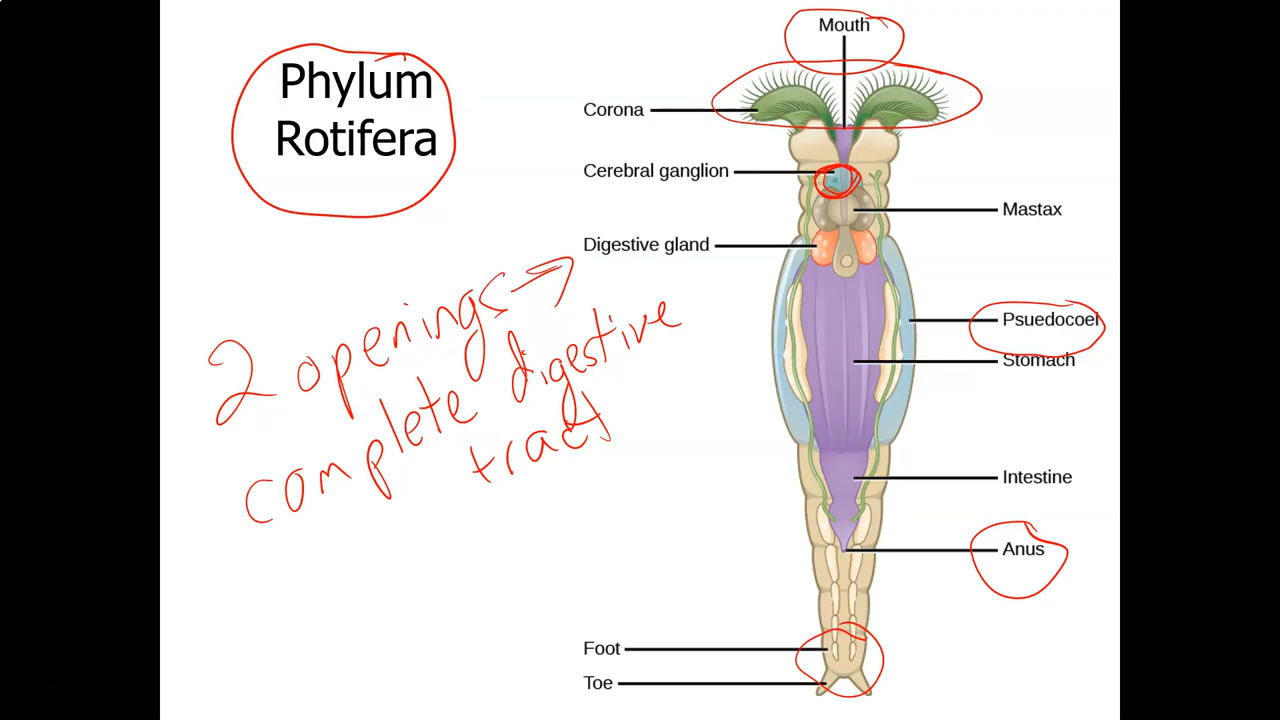 Phylum
Rotifera
Mouth
Corona
Cerebral ganglion
Mastax
Digestive gland
2 openings →
complete digestive
tract
Psuedocoel
Stomach
Intestine
Anus
Foot
Toe